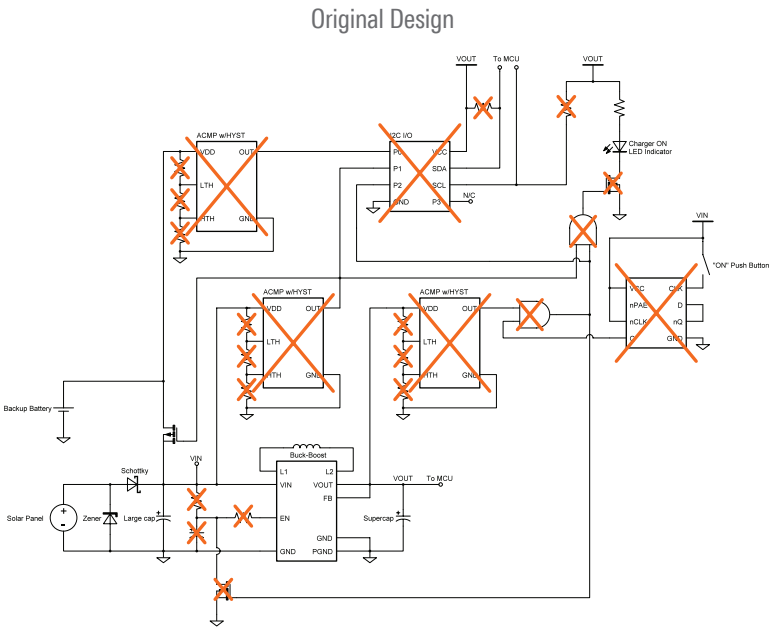 Original Design
VOUT To MCU VOUT
ACMP w/HYST
VDD OUT
LTH
HTH GND
I2C I/O
P0 VCC
P1 SDA
P2 SCL
GND P3
N/C
Charger ON
LED Indicator
VIN
"ON" Push Button
VCC CLK
nPAE D
nCLK nQ
Q GND
ACMP w/HYST
VDD OUT
LTH
HTH GND
ACMP w/HYST
VDD OUT
LTH
HTH GND
Backup Battery
Buck-Boost
L1 L2
VIN VOUT
FB
EN
GND
GND PGND
VIN
Schottky
VOUT To MCU
Solar Panel
+
Zener
+
Large cap
Supercap
+